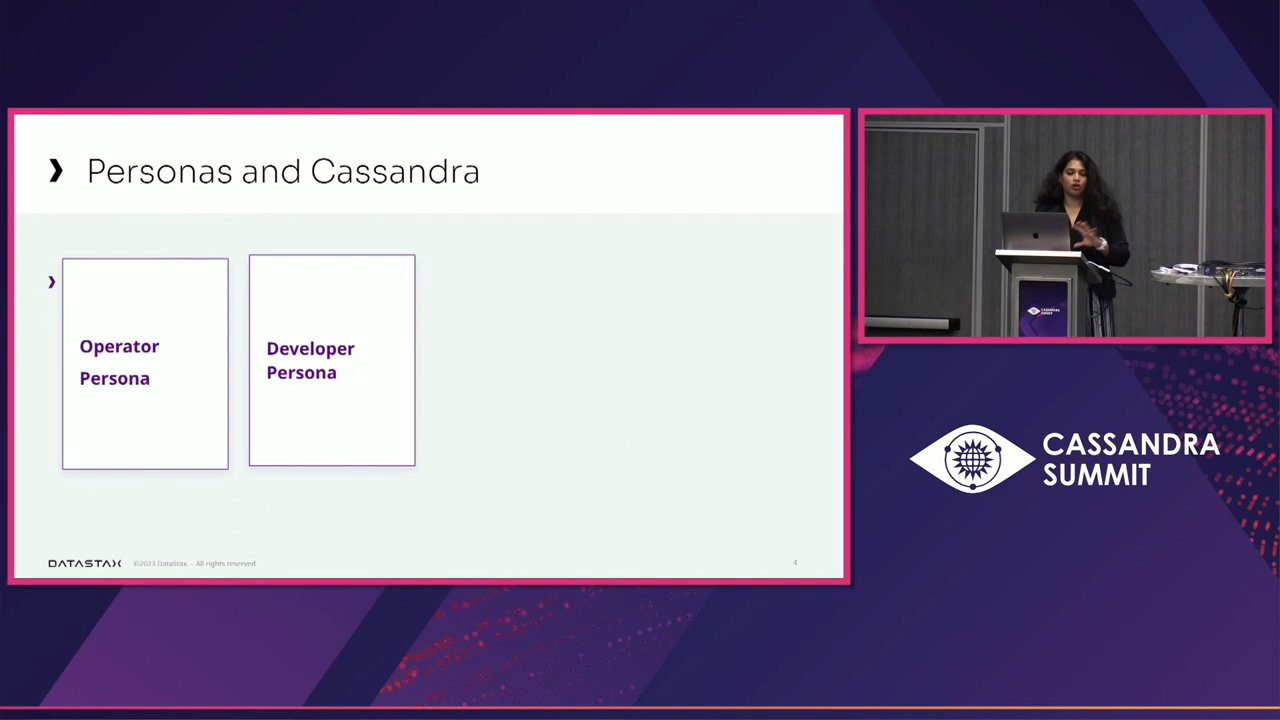 ❯ Personas and Cassandra
❯
Operator
Persona
Developer
Persona
DATASTAX ©2023 DataStax. - All rights reserved
4
CASSANDRA
SUMMIT